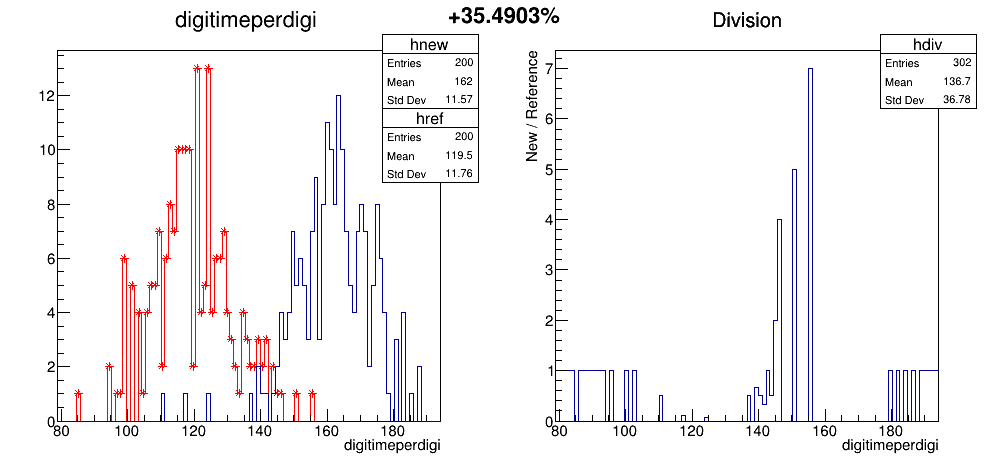 digitimeperdigi
+35.4903%
Division
hnew
Entries 200
Mean 162
Std Dev 11.57
href
Entries 200
Mean 119.5
Std Dev 11.76
12
10
8
6
4
2
0
80 100 120 140 160 180
digitimeperdigi
hdiv
Entries 302
Mean 136.7
Std Dev 36.78
New / Reference
7
6
5
4
3
2
1
0
80 100 120 140 160 180
digitimeperdigi